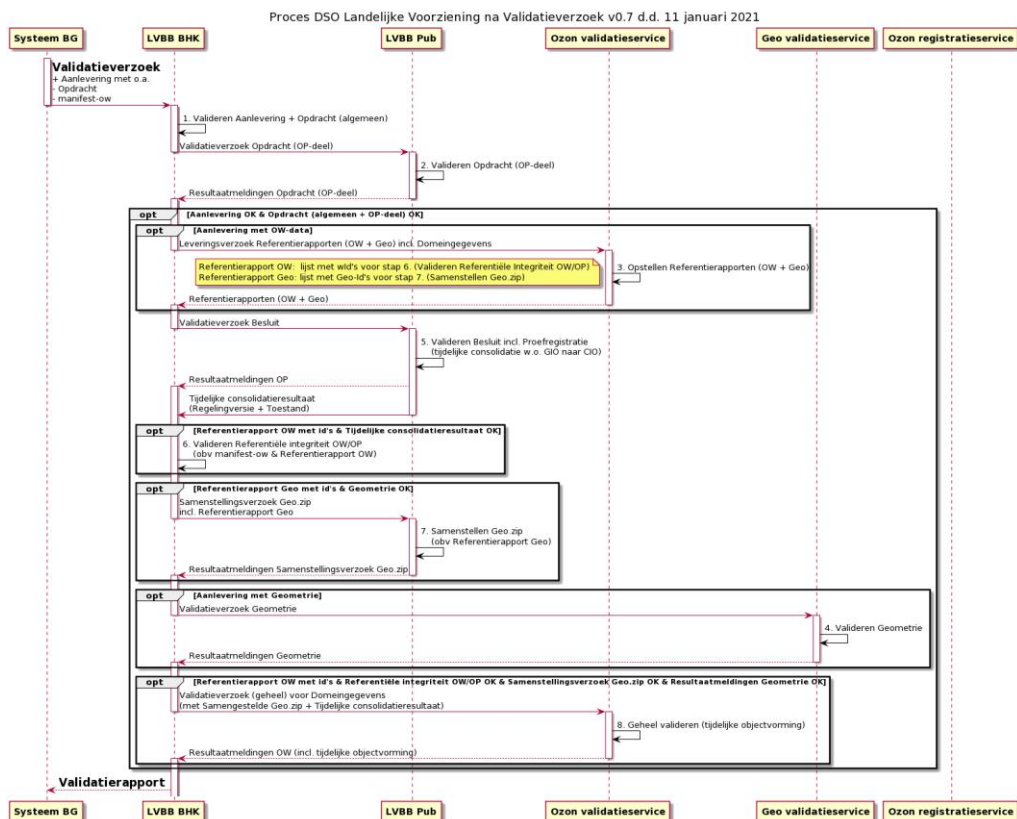 Proces DSO Landelijke Voorziening na Validatieverzoek v0.7 d.d. 11 januari 2021
Systeem BG
LVBB BHK
LVBB Pub
Ozon validatieservice
Geo validatieservice
Ozon registratieservice
Validatieverzoek
+ Aanlevering met o.a.
- Opdracht
- manifest-ow
1. Valideren Aanlevering + Opdracht (algemeen)
Validatieverzoek Opdracht (OP-deel)
2. Valideren Opdracht (OP-deel)
Resultaatmeldingen Opdracht (OP-deel)
opt
[Aanlevering OK & Opdracht (algemeen + OP-deel) OK]
opt
[Aanlevering met OW-data]
Leveringsverzoek Referentierapporten (OW + Geo) incl. Domeingegevens
Referentierapport OW: lijst met wId's voor stap 6. (Valideren Referentiële Integriteit OW/OP)
Referentierapport Geo: lijst met Geo-Id's voor stap 7. (Samenstellen Geo.zip)
3. Opstellen Referentierapporten (OW + Geo)
Referentierapporten (OW + Geo)
Validatieverzoek Besluit
5. Valideren Besluit incl. Proefregistratie
(tijdelijke consolidatie w.o. GIO naar CIO)
Resultaatmeldingen OP
Tijdelijke consolidatieresultaat
(Regelingversie + Toestand)
opt
[Referentierapport OW met id's & Tijdelijke consolidatieresultaat OK]
6. Valideren Referentiële integriteit OW/OP
(obv manifest-ow & Referentierapport OW)
opt
[Referentierapport Geo met id's & Geometrie OK]
Samenstellingsverzoek Geo.zip
incl. Referentierapport Geo
7. Samenstellen Geo.zip
(obv Referentierapport Geo)
Resultaatmeldingen Samenstellingsverzoek Geo.zip
opt
[Aanlevering met Geometrie]
Validatieverzoek Geometrie
4. Valideren Geometrie
Resultaatmeldingen Geometrie
opt
[Referentierapport OW met id's & Referentiële integriteit OW/OP OK & Samenstellingsverzoek Geo.zip OK & Resultaatmeldingen Geometrie OK]
Validatieverzoek (geheel) voor Domeingegevens
(met Samengestelde Geo.zip + Tijdelijke consolidatieresultaat)
8. Geheel valideren (tijdelijke objectvorming)
Resultaatmeldingen OW (incl. tijdelijke objectvorming)
Validatierapport
Systeem BG
LVBB BHK
LVBB Pub
Ozon validatieservice
Geo validatieservice
Ozon registratieservice